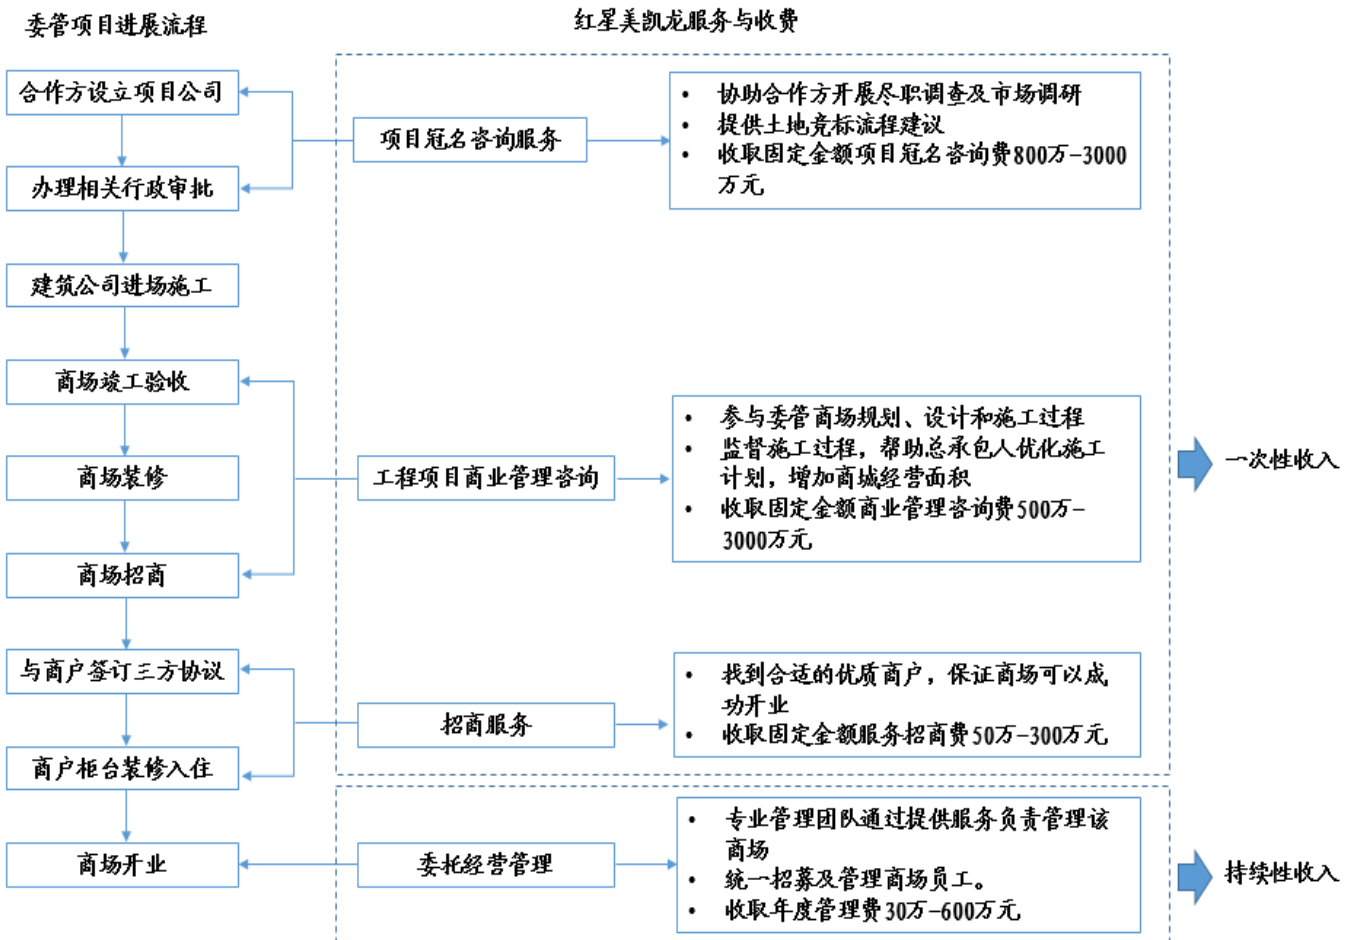 委管项目进展流程
红星美凯龙服务与收费
合作方设立项目公司
办理相关行政审批
建筑公司进场施工
商场竣工验收
商场装修
商场招商
与商户签订三方协议
商户柜台装修入住
商场开业
项目冠名咨询服务
• 协助合作方开展尽职调查及市场调研
• 提供土地竞标流程建议
• 收取固定金额项目冠名咨询费800万-3000
万元
工程项目商业管理咨询
• 参与委管商场规划、设计和施工过程
• 监督施工过程，帮助总承包人优化施工
计划，增加商城经营面积
• 收取固定金额商业管理咨询费500万-
3000万元
招商服务
• 找到合适的优质商户，保证商场可以成
功开业
• 收取固定金额服务招商费50万-300万元
一次性收入
委托经营管理
• 专业管理团队通过提供服务负责管理该
商场
• 统一招募及管理商场员工。
• 收取年度管理费30万-600万元
持续性收入